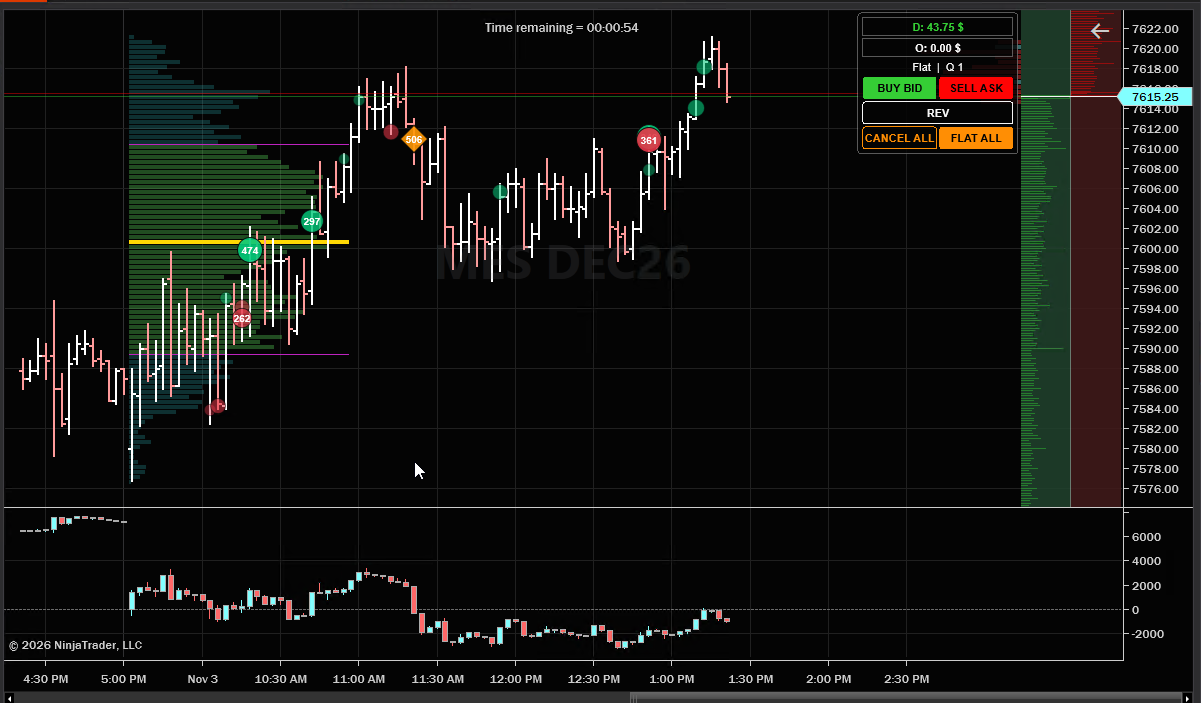 Time remaining = 00:00:54
D: 43.75 $
O: 0.00 $
Flat | Q 1
BUY BID
SELL ASK
REV
CANCEL ALL
FLAT ALL
7622.00
7620.00
7618.00
7615.25
7614.00
7612.00
7610.00
7608.00
7606.00
7604.00
7602.00
7600.00
7598.00
7596.00
7594.00
7592.00
7590.00
7588.00
7586.00
7584.00
7582.00
7580.00
7578.00
7576.00
506
361
297
474
262
MES DEC26
6000
4000
2000
0
-2000
© 2026 NinjaTrader, LLC
4:30 PM
5:00 PM
Nov 3
10:30 AM
11:00 AM
11:30 AM
12:00 PM
12:30 PM
1:00 PM
1:30 PM
2:00 PM
2:30 PM